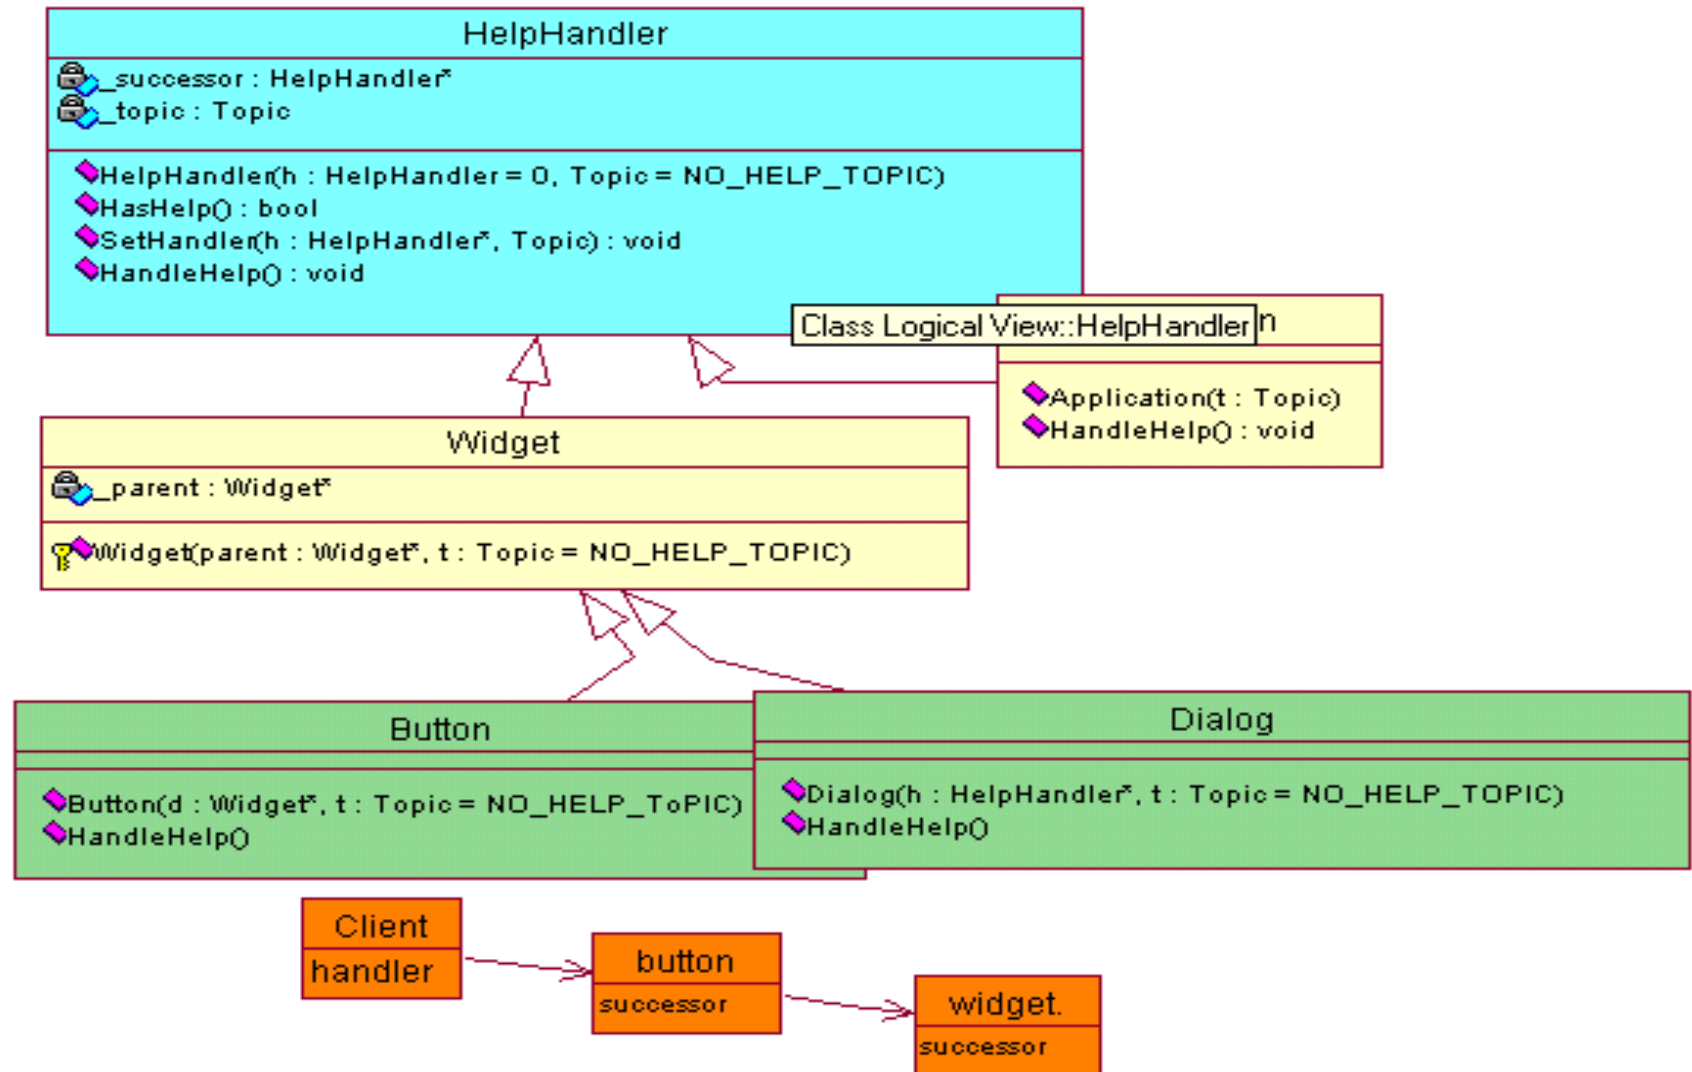 HelpHandler
_successor : HelpHandler*
_topic : Topic
HelpHandler(h : HelpHandler = 0, Topic = NO_HELP_TOPIC)
HasHelp() : bool
SetHandler(h : HelpHandler*, Topic) : void
HandleHelp() : void
Class Logical View::HelpHandler
n
Application(t : Topic)
HandleHelp() : void
Widget
_parent : Widget*
Widget(parent : Widget*, t : Topic = NO_HELP_TOPIC)
Button
Button(d : Widget*, t : Topic = NO_HELP_ToPIC)
HandleHelp()
Dialog
Dialog(h : HelpHandler*, t : Topic = NO_HELP_TOPIC)
HandleHelp()
Client
handler
button
successor
widget.
successor